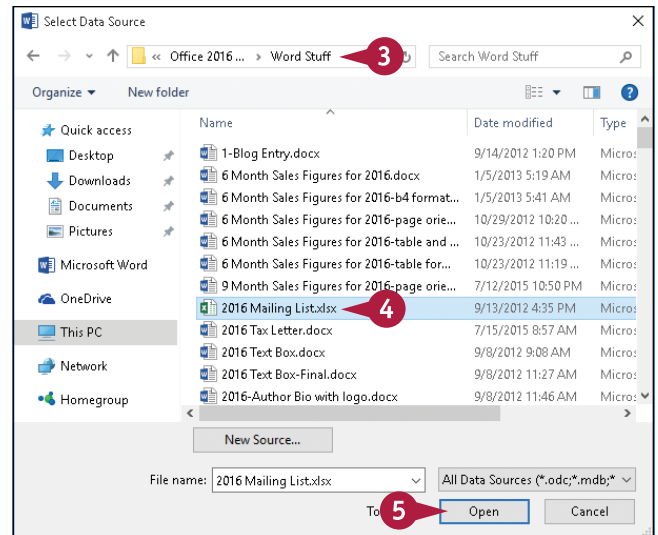 Select Data Source
« Office 2016 ... > Word Stuff 3 Search Word Stuff
Organize New folder
Name Date modified Type
Quick access
Desktop
Downloads
Documents
Pictures
Microsoft Word
OneDrive
This PC
Network
Homegroup
1-Blog Entry.docx 9/14/2012 1:20 PM Micros
6 Month Sales Figures for 2016.docx 1/5/2013 5:19 AM Micros
6 Month Sales Figures for 2016-b4 format... 1/5/2013 5:41 AM Micros
6 Month Sales Figures for 2016-page orie... 10/29/2012 10:20 ... Micros
6 Month Sales Figures for 2016-table and ... 10/23/2012 11:43 ... Micros
6 Month Sales Figures for 2016-table for... 10/23/2012 11:19 ... Micros
9 Month Sales Figures for 2016-page orie... 7/12/2015 10:50 PM Micros
2016 Mailing List.xlsx 4 9/13/2012 4:35 PM Micros
2016 Tax Letter.docx 7/15/2015 8:57 AM Micros
2016 Text Box.docx 9/8/2012 9:08 AM Micros
2016 Text Box-Final.docx 9/8/2012 11:27 AM Micros
2016-Author Bio with logo.docx 9/8/2012 11:46 AM Micros
New Source...
File name: 2016 Mailing List.xlsx All Data Sources (*.odc;*.mdb;*
5 Open Cancel